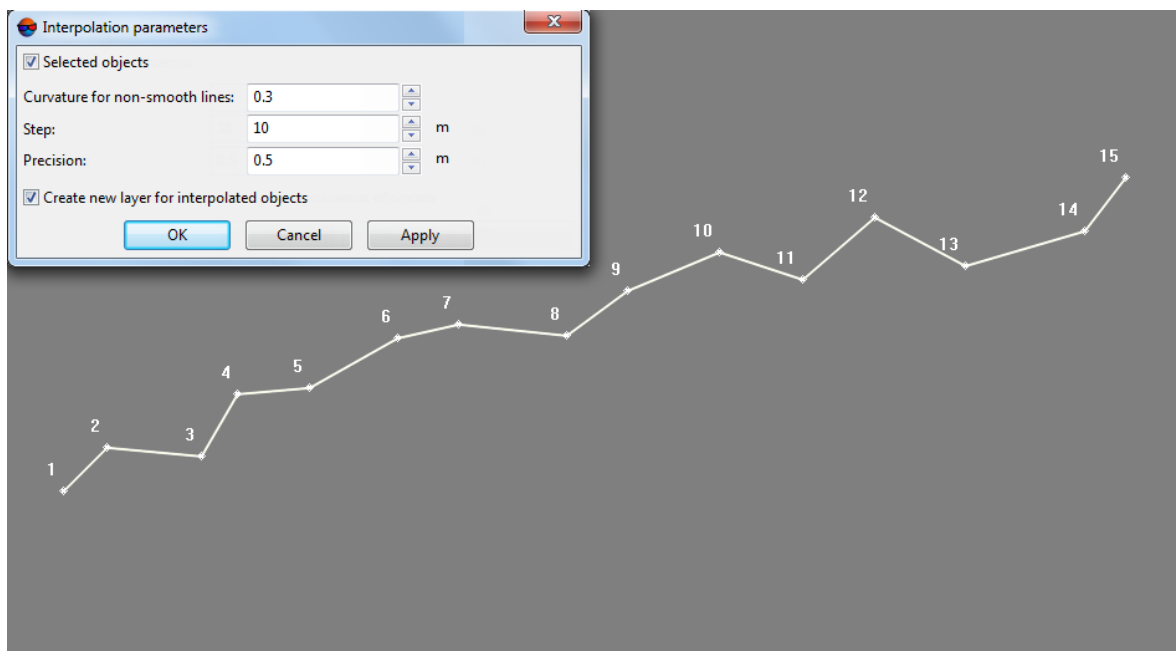 Interpolation parameters
Selected objects
Curvature for non-smooth lines: 0.3
Step: 10 m
Precision: 0.5 m
Create new layer for interpolated objects
OK Cancel Apply
15
14
12
13
10
11
9
7
6
8
4
5
2
3
1